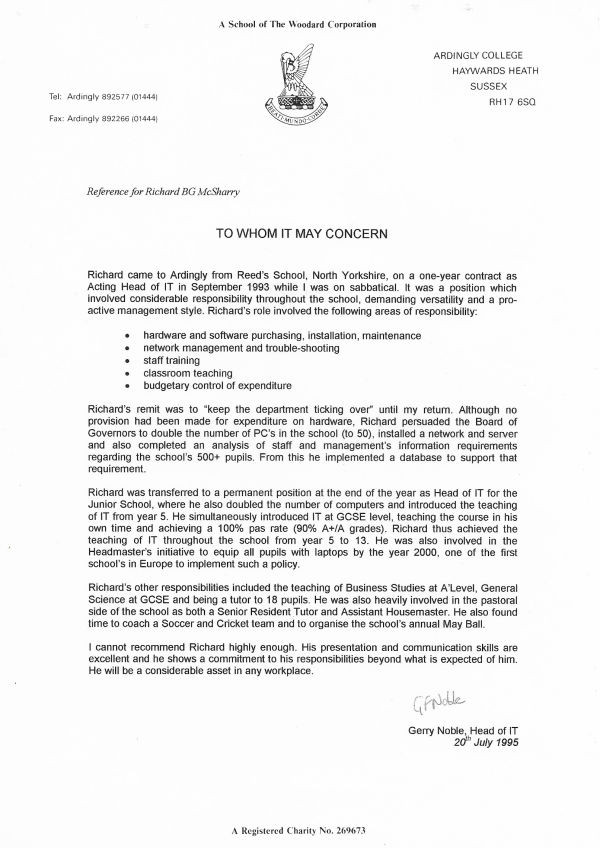 A School of The Woodard Corporation
ARDINGLY COLLEGE
HAYWARDS HEATH
SUSSEX
RH17 6SQ
Tel: Ardingly 892577 (01444)
Fax: Ardingly 892266 (01444)
BEATI MUNDO CORDE
Reference for Richard BG McSharry
TO WHOM IT MAY CONCERN
Richard came to Ardingly from Reed's School, North Yorkshire, on a one-year contract as
Acting Head of IT in September 1993 while I was on sabbatical. It was a position which
involved considerable responsibility throughout the school, demanding versatility and a pro-
active management style. Richard's role involved the following areas of responsibility:
• hardware and software purchasing, installation, maintenance
• network management and trouble-shooting
• staff training
• classroom teaching
• budgetary control of expenditure
Richard's remit was to "keep the department ticking over" until my return. Although no
provision had been made for expenditure on hardware, Richard persuaded the Board of
Governors to double the number of PC's in the school (to 50), installed a network and server
and also completed an analysis of staff and management's information requirements
regarding the school's 500+ pupils. From this he implemented a database to support that
requirement.
Richard was transferred to a permanent position at the end of the year as Head of IT for the
Junior School, where he also doubled the number of computers and introduced the teaching
of IT from year 5. He simultaneously introduced IT at GCSE level, teaching the course in his
own time and achieving a 100% pas rate (90% A+/A grades). Richard thus achieved the
teaching of IT throughout the school from year 5 to 13. He was also involved in the
Headmaster's initiative to equip all pupils with laptops by the year 2000, one of the first
school's in Europe to implement such a policy.
Richard's other responsibilities included the teaching of Business Studies at A'Level, General
Science at GCSE and being a tutor to 18 pupils. He was also heavily involved in the pastoral
side of the school as both a Senior Resident Tutor and Assistant Housemaster. He also found
time to coach a Soccer and Cricket team and to organise the school's annual May Ball.
I cannot recommend Richard highly enough. His presentation and communication skills are
excellent and he shows a commitment to his responsibilities beyond what is expected of him.
He will be a considerable asset in any workplace.
GFNoble
Gerry Noble, Head of IT
20th July 1995
A Registered Charity No. 269673